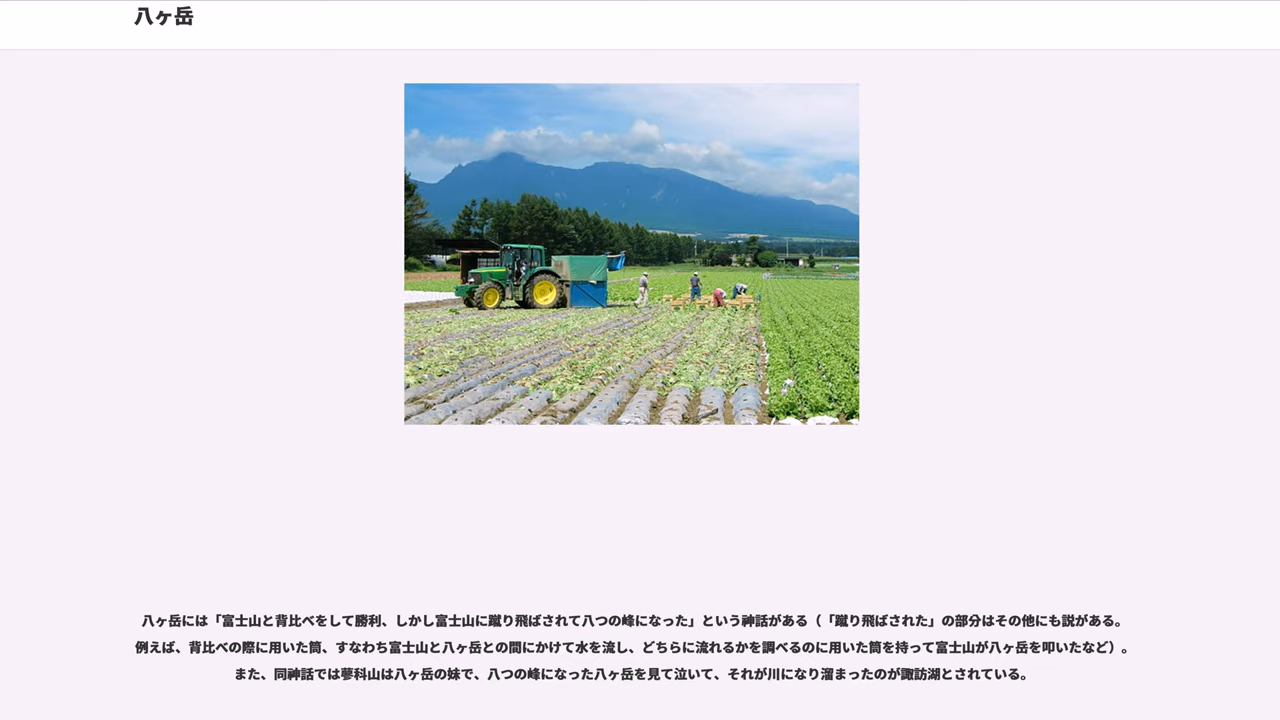 八ヶ岳
八ヶ岳には「富士山と背比べをして勝利、しかし富士山に蹴り飛ばされて八つの峰になった」という神話がある（「蹴り飛ばされた」の部分はその他にも説がある。
例えば、背比べの際に用いた筒、すなわち富士山と八ヶ岳との間にかけて水を流し、どちらに流れるかを調べるのに用いた筒を持って富士山が八ヶ岳を叩いたなど）。
また、同神話では蓼科山は八ヶ岳の妹で、八つの峰になった八ヶ岳を見て泣いて、それが川になり溜まったのが諏訪湖とされている。